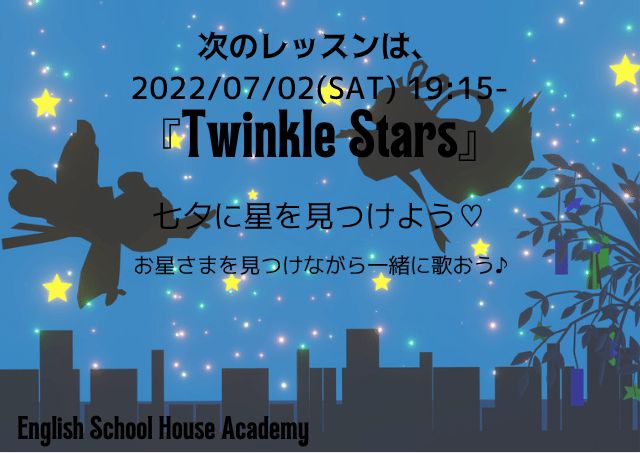 次のレッスンは、
2022/07/02(SAT) 19:15-
『Twinkle Stars』
七夕に星を見つけよう♡
お星さまを見つけながら一緒に歌おう♪
English School House Academy